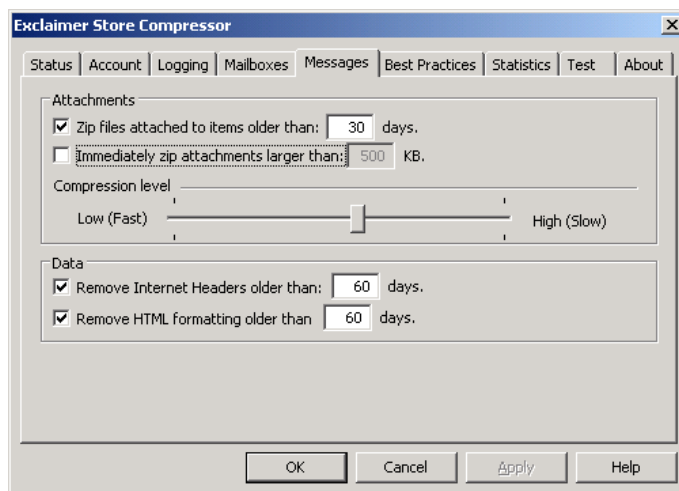 Exclaimer Store Compressor
Status Account Logging Mailboxes Messages Best Practices Statistics Test About
Attachments
Zip files attached to items older than: 30 days.
Immediately zip attachments larger than: 500 KB.
Compression level
Low (Fast) High (Slow)
Data
Remove Internet Headers older than: 60 days.
Remove HTML formatting older than 60 days.
OK Cancel Apply Help